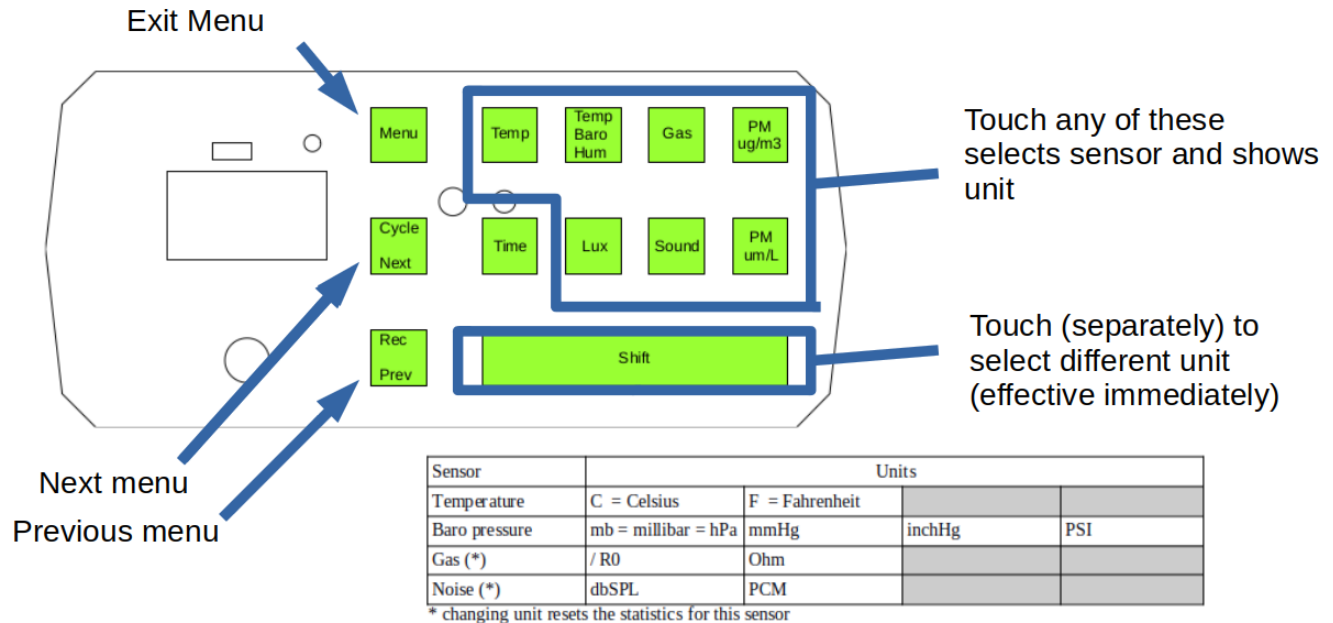 Exit Menu
Menu
Temp
Temp
Baro
Hum
Gas
PM
ug/m3
Touch any of these
selects sensor and shows
unit
Cycle
Next
Time
Lux
Sound
PM
um/L
Rec
Prev
Shift
Touch (separately) to
select different unit
(effective immediately)
Next menu
Previous menu
Sensor Units
Temperature C = Celsius F = Fahrenheit
Baro pressure mb = millibar = hPa mmHg inchHg PSI
Gas (*) / R0 Ohm
Noise (*) dbSPL PCM
* changing unit resets the statistics for this sensor